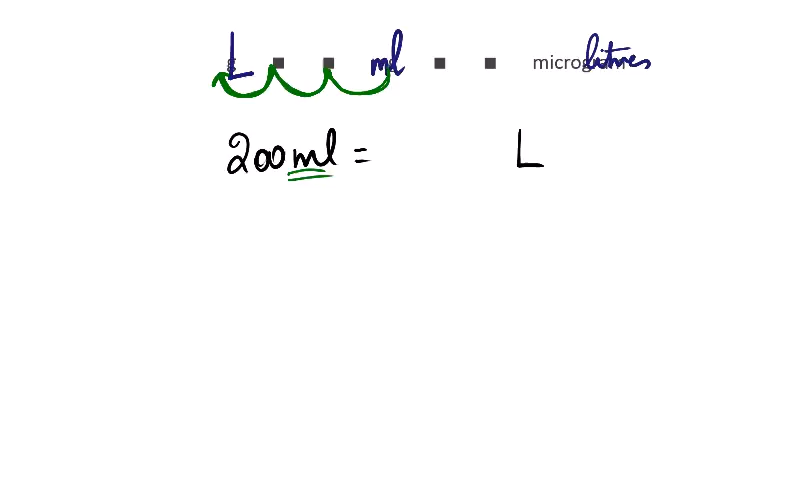 L ■ ■ ml ■ ■ microlitres
200ml = L